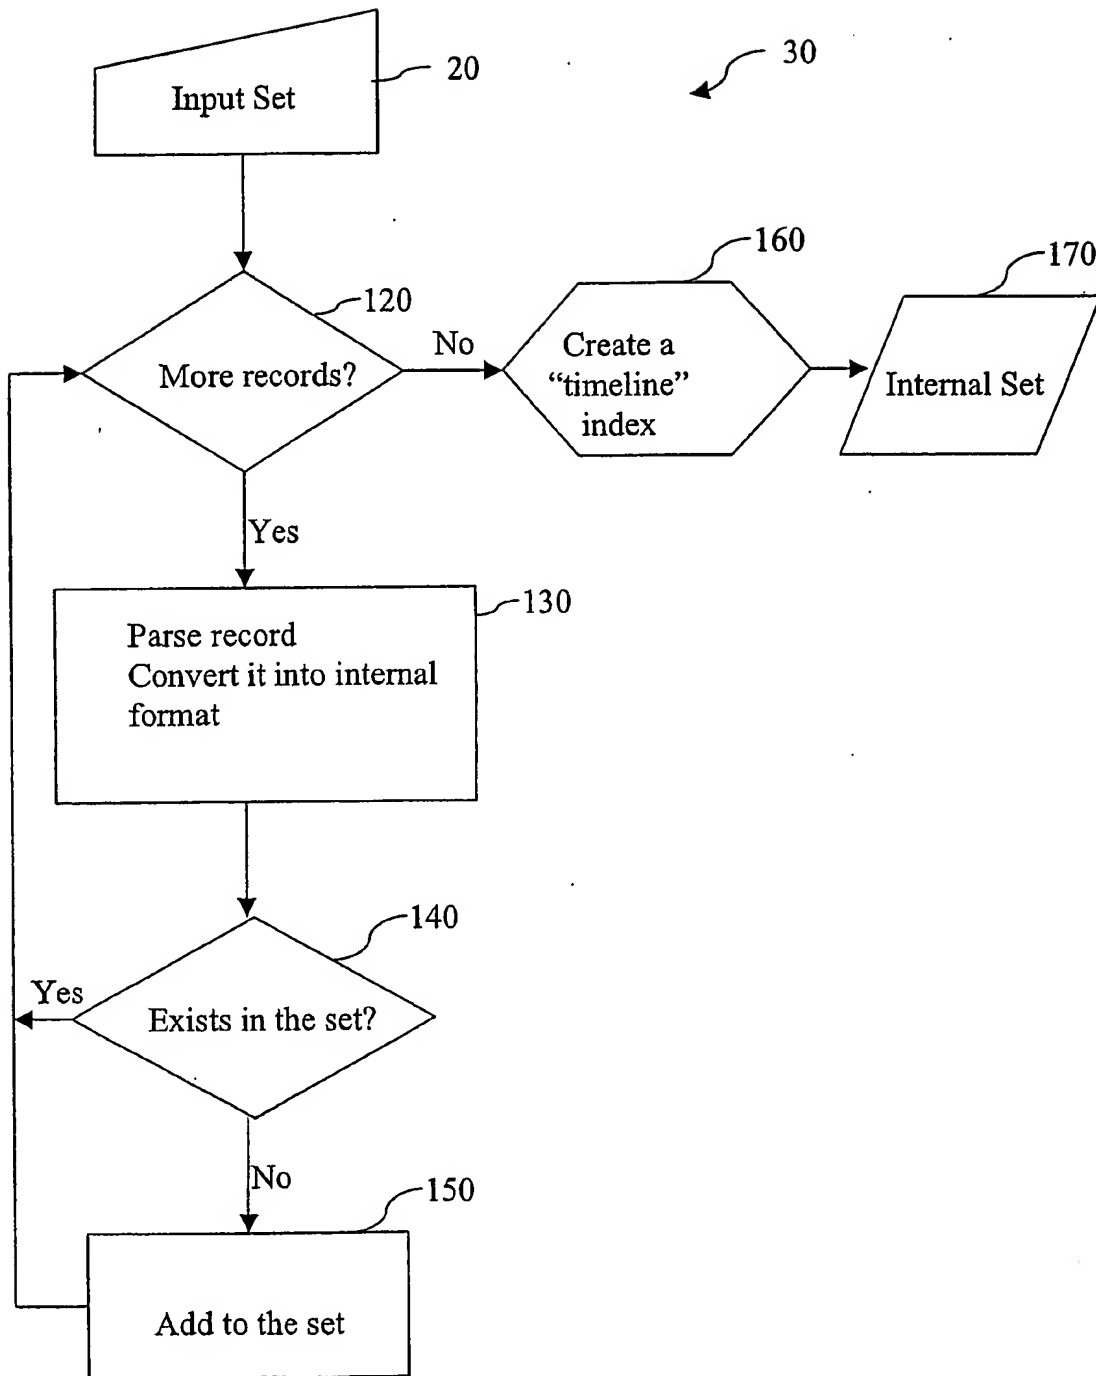 20
Input Set
30
160
170
120
No
Create a
“timeline”
index
More records?
Internal Set
Yes
130
Parse record
Convert it into internal
format
140
Yes
Exists in the set?
No
150
Add to the set